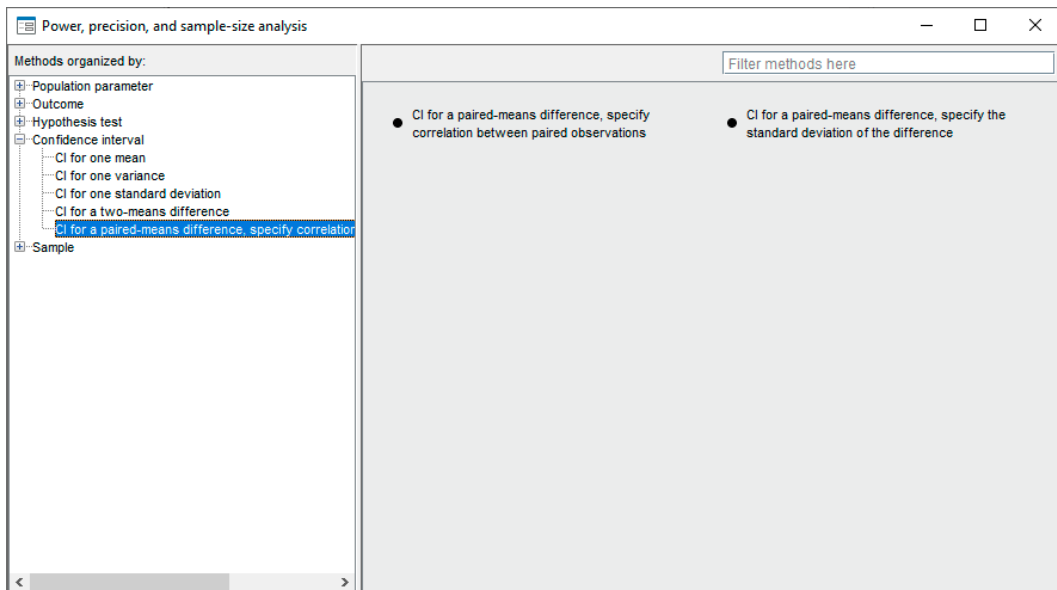 Power, precision, and sample-size analysis
Methods organized by:
Filter methods here
Population parameter
Outcome
Hypothesis test
Confidence interval
CI for one mean
CI for one variance
CI for one standard deviation
CI for a two-means difference
CI for a paired-means difference, specify correlation
Sample
CI for a paired-means difference, specify
correlation between paired observations
CI for a paired-means difference, specify the
standard deviation of the difference